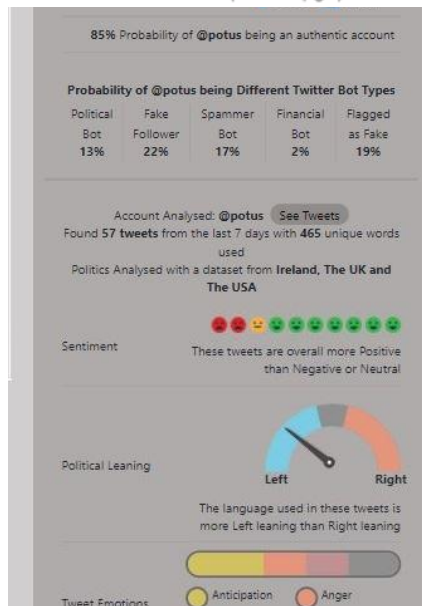 85% Probability of @potus being an authentic account
Probability of @potus being Different Twitter Bot Types
Political Bot 13%
Fake Follower 22%
Spammer Bot 17%
Financial Bot 2%
Flagged as Fake 19%
Account Analysed: @potus See Tweets
Found 57 tweets from the last 7 days with 465 unique words
used
Politics Analysed with a dataset from Ireland, The UK and
The USA
Sentiment
These tweets are overall more Positive
than Negative or Neutral
Political Leaning
Left Right
The language used in these tweets is
more Left leaning than Right leaning
Tweet Emotions
Anticipation Anger